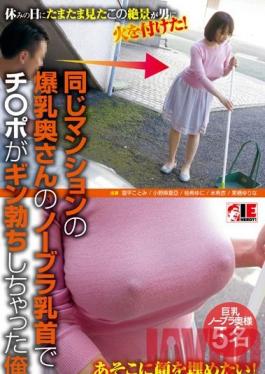 休みの日にたまたま見たこの絶景が男に
火を付けた!
同じマンションの
爆乳奥さんのノーブラ乳首で
チ○ポがギン勃ちしちゃった俺
IE
ENERGY!
巨乳
ノーブラ奥様
5名
あそこに顔を埋めたい!